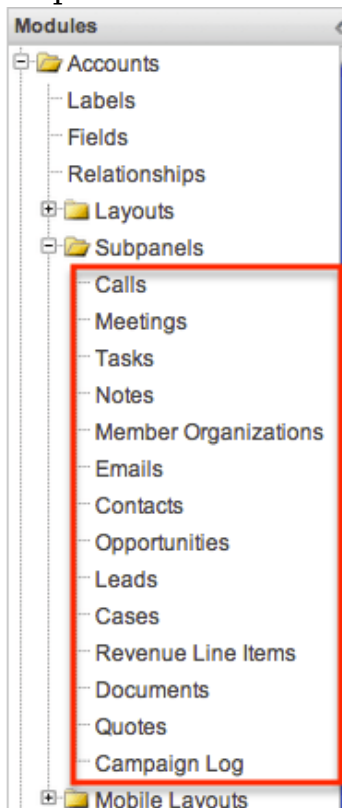 Modules
Accounts
Labels
Fields
Relationships
Layouts
Subpanels
Calls
Meetings
Tasks
Notes
Member Organizations
Emails
Contacts
Opportunities
Leads
Cases
Revenue Line Items
Documents
Quotes
Campaign Log
Mobile Layouts